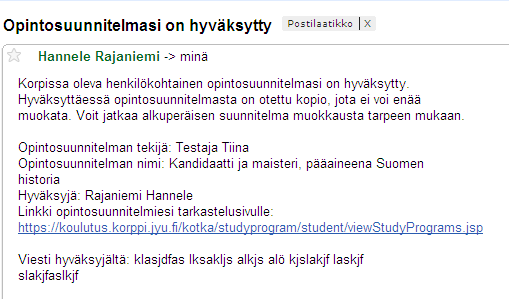 Opintosuunnitelmasi on hyväksytty Postilaatikko | X
Hannele Rajaniemi -> minä
Korpissa oleva henkilökohtainen opintosuunnitelmasi on hyväksytty.
Hyväksyttäessä opintosuunnitelmasta on otettu kopio, jota ei voi enää
muokata. Voit jatkaa alkuperäisen suunnitelma muokkausta tarpeen mukaan.
Opintosuunnitelman tekijä: Testaja Tiina
Opintosuunnitelman nimi: Kandidaatti ja maisteri, pääaineena Suomen
historia
Hyväksyjä: Rajaniemi Hannele
Linkki opintosuunnitelmiesi tarkastelusivulle:
https://koulutus.korppi.jyu.fi/kotka/studyprogram/student/viewStudyPrograms.jsp
Viesti hyväksyjältä: klasjdfas lksakljs alkjs alö kjslakjf laskjf
slakjfaslkjf